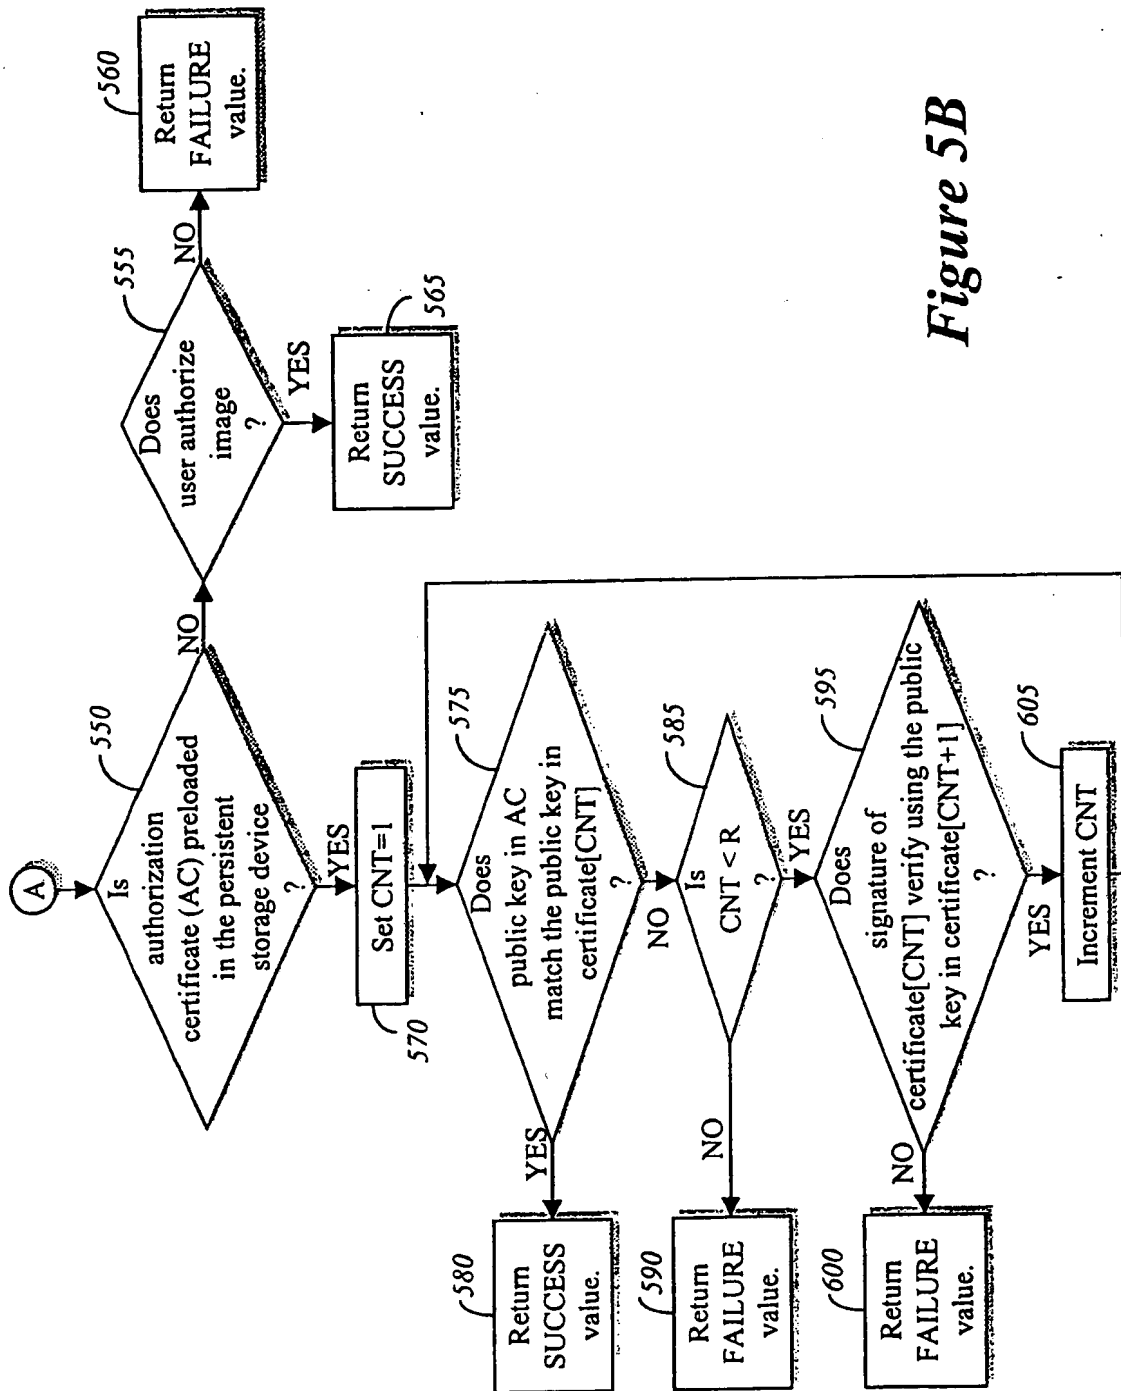 A
550
Is
authorization
certificate (AC) preloaded
in the persistent
storage device
?
NO
YES
555
Does
user authorize
image
?
NO
YES
560
Return
FAILURE
value.
565
Return
SUCCESS
value.
570
Set CNT=1
575
Does
public key in AC
match the public key in
certificate[CNT]
?
YES
NO
580
Return
SUCCESS
value.
585
Is
CNT < R
?
NO
YES
590
Return
FAILURE
value.
595
Does
signature of
certificate[CNT] verify using the public
key in certificate[CNT+1]
?
NO
YES
600
Return
FAILURE
value.
605
Increment CNT
Figure 5B